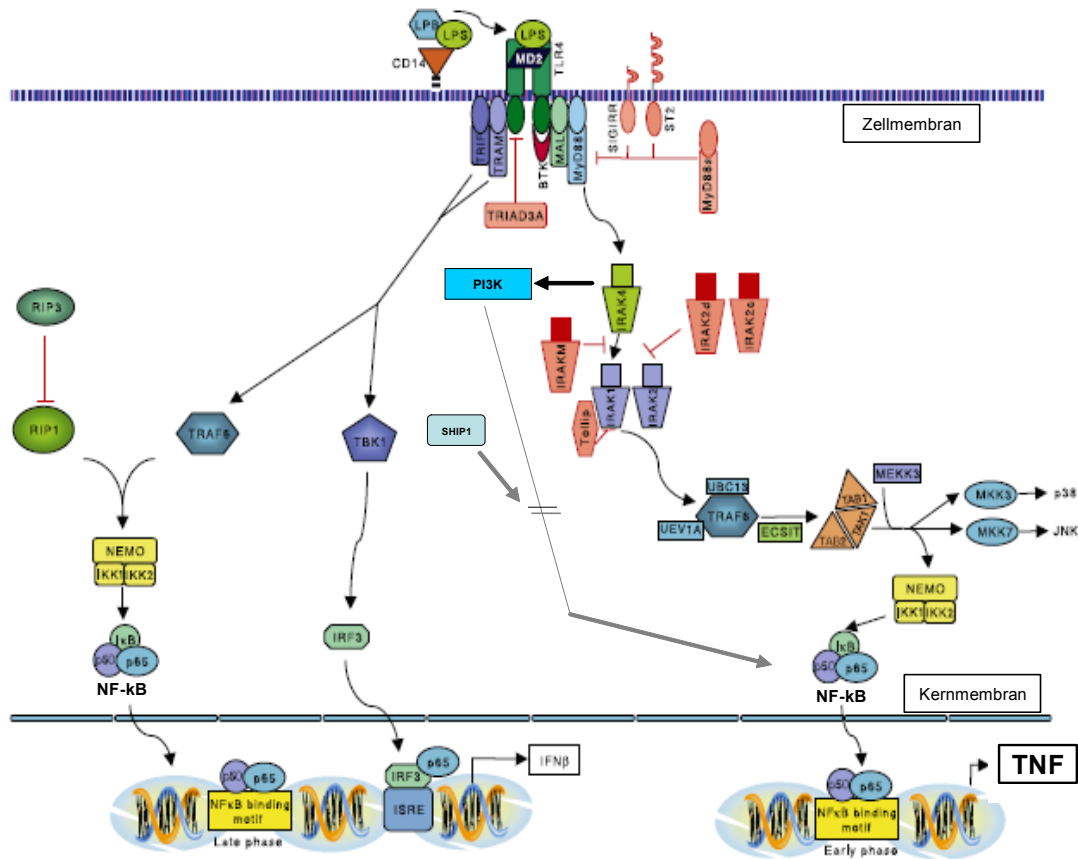 LPB
LPS
LPS
CD14
MD2
TLR4
SIGIRR
ST2
Zellmembran
TRIF
TRAM
BTK
MAL
MyD88
MyD88s
TRIAD3A
PI3K
IRAK4
IRAK2d
IRAK2c
RIP3
IRAKM
IRAK1
IRAK2
RIP1
TRAF6
TBK1
SHIP1
Tollip
UBC13
TRAF6
UEV1A
ECSIT
TAB1
TAK1
TAB2
MEKK3
MKK3
p38
MKK7
JNK
NEMO
IKK1 IKK2
NEMO
IKK1 IKK2
IRF3
IκB
p50 p65
NF-kB
IκB
p50 p65
NF-kB
Kernmembran
p50 p65
NFκB binding
motif
Late phase
p65
IRF3
ISRE
IFNβ
p50 p65
NFκB binding
motif
Early phase
TNF